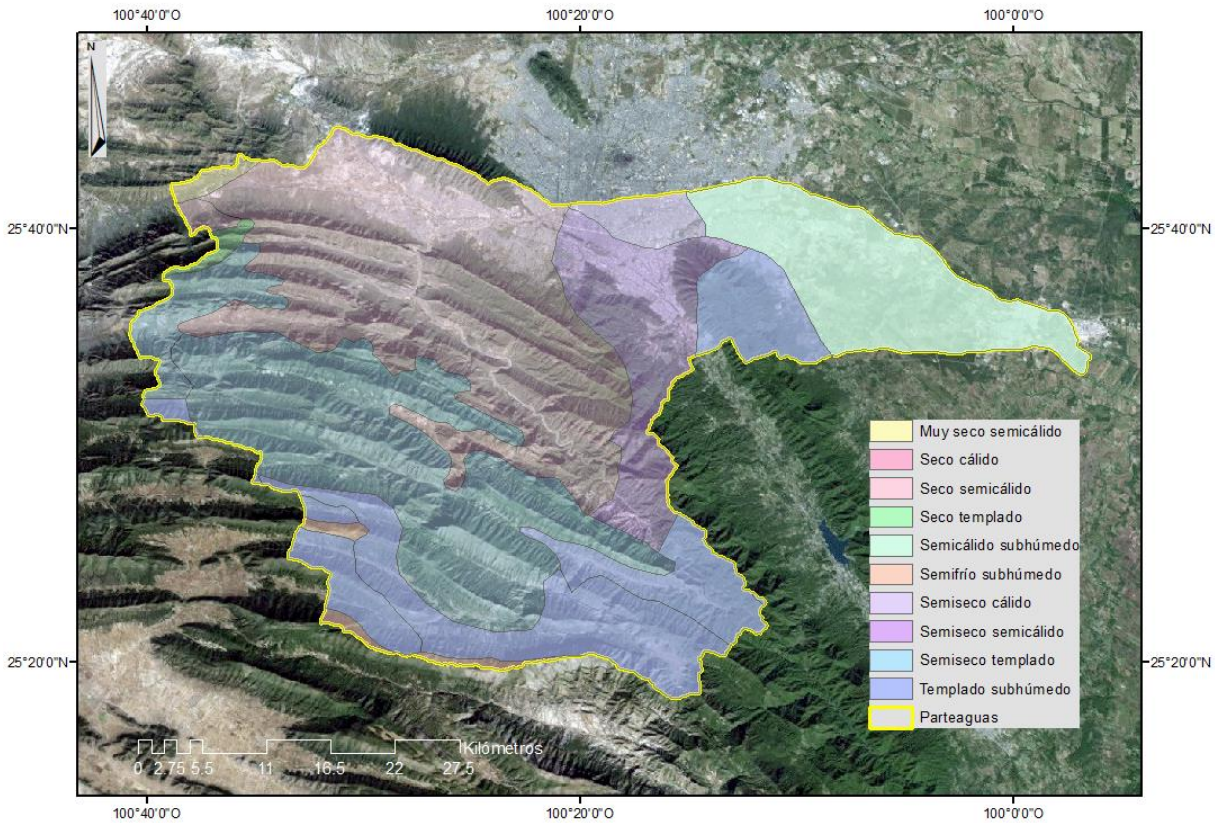 100°40'0"O
100°20'0"O
100°0'0"O
N
25°40'0"N
25°40'0"N
Muy seco semicálido
Seco cálido
Seco semicálido
Seco templado
Semicálido subhúmedo
Semifrío subhúmedo
Semiseco cálido
Semiseco semicálido
Semiseco templado
Templado subhúmedo
Parteaguas
25°20'0"N
25°20'0"N
Kilómetros
0 2.75 5.5 11 16.5 22 27.5
100°40'0"O
100°20'0"O
100°0'0"O